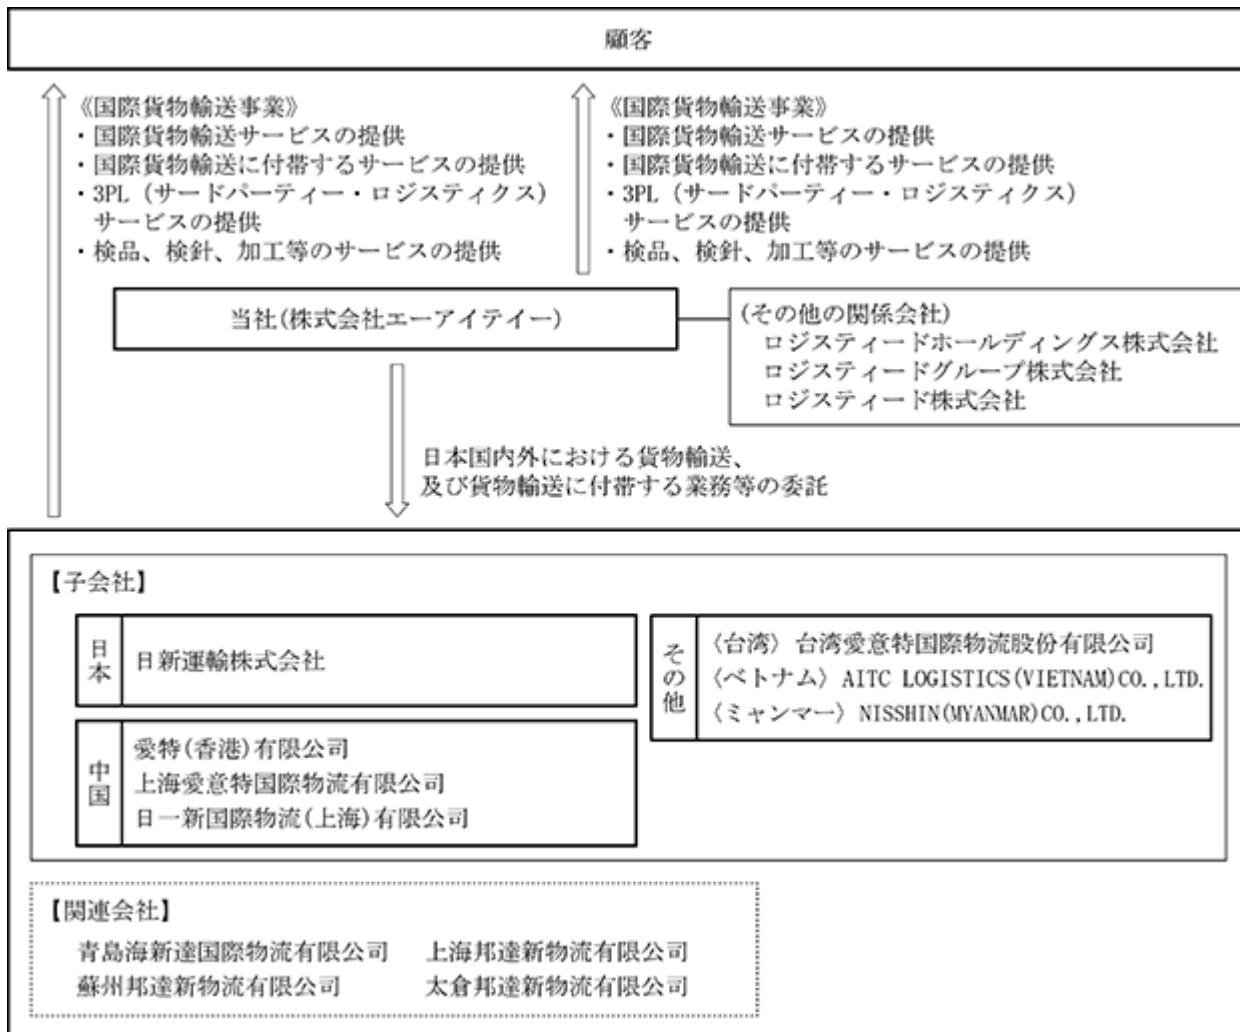 顧客
《国際貨物輸送事業》
・国際貨物輸送サービスの提供
・国際貨物輸送に付帯するサービスの提供
・3PL（サードパーティー・ロジスティクス）
サービスの提供
・検品、検針、加工等のサービスの提供
《国際貨物輸送事業》
・国際貨物輸送サービスの提供
・国際貨物輸送に付帯するサービスの提供
・3PL（サードパーティー・ロジスティクス）
サービスの提供
・検品、検針、加工等のサービスの提供
当社(株式会社エーアイテイー)
(その他の関係会社)
ロジスティードホールディングス株式会社
ロジスティードグループ株式会社
ロジスティード株式会社
日本国内外における貨物輸送、
及び貨物輸送に付帯する業務等の委託
【子会社】
日本
日新運輸株式会社
中国
愛特(香港)有限公司
上海愛意特国際物流有限公司
日一新国際物流(上海)有限公司
その他
〈台湾〉台湾愛意特国際物流股份有限公司
〈ベトナム〉AITC LOGISTICS(VIETNAM)CO.,LTD.
〈ミャンマー〉NISSHIN(MYANMAR)CO.,LTD.
【関連会社】
青島海新達国際物流有限公司 上海邦達新物流有限公司
蘇州邦達新物流有限公司 太倉邦達新物流有限公司